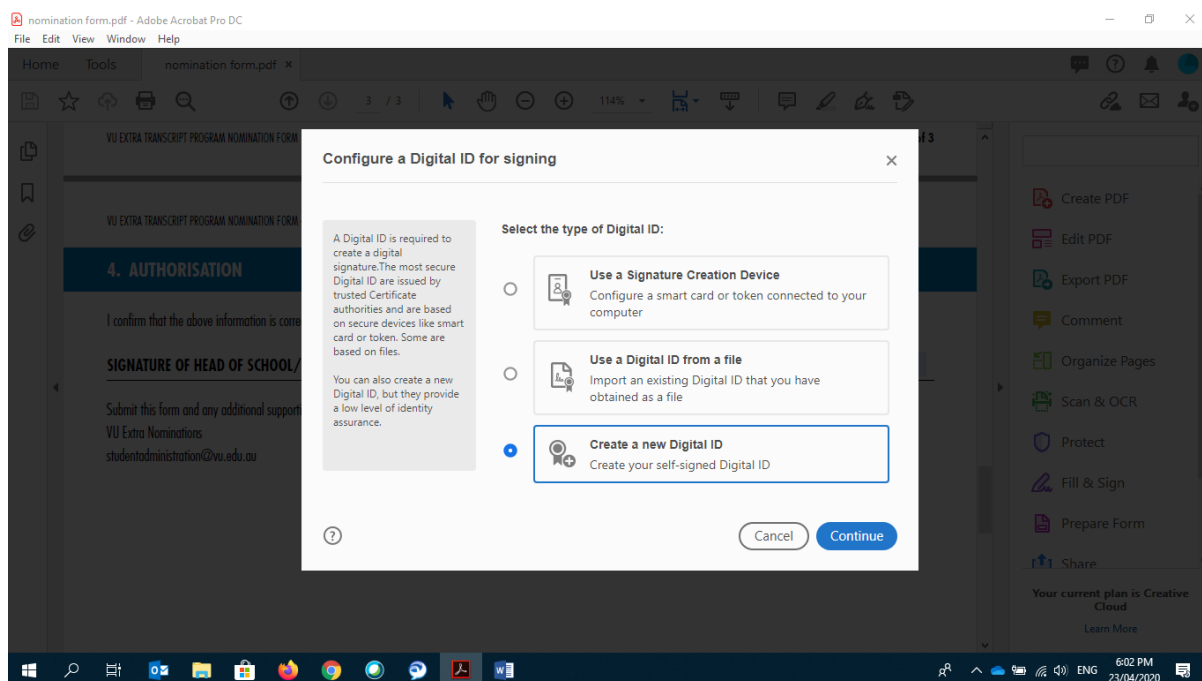 nomination form.pdf - Adobe Acrobat Pro DC
File Edit View Window Help
Home Tools nomination form.pdf ×
3 / 3 114%
VU EXTRA TRANSCRIPT PROGRAM NOMINATION FORM of 3
VU EXTRA TRANSCRIPT PROGRAM NOMINATION FORM
4. AUTHORISATION
I confirm that the above information is corre
SIGNATURE OF HEAD OF SCHOOL/
Submit this form and any additional supporti
VU Extra Nominations
studentadministration@vu.edu.au
Configure a Digital ID for signing
A Digital ID is required to
create a digital
signature.The most secure
Digital ID are issued by
trusted Certificate
authorities and are based
on secure devices like smart
card or token. Some are
based on files.
You can also create a new
Digital ID, but they provide
a low level of identity
assurance.
Select the type of Digital ID:
Use a Signature Creation Device
Configure a smart card or token connected to your
computer
Use a Digital ID from a file
Import an existing Digital ID that you have
obtained as a file
Create a new Digital ID
Create your self-signed Digital ID
Cancel Continue
Create PDF
Edit PDF
Export PDF
Comment
Organize Pages
Scan & OCR
Protect
Fill & Sign
Prepare Form
Share
Your current plan is Creative
Cloud
Learn More
ENG
6:02 PM
23/04/2020